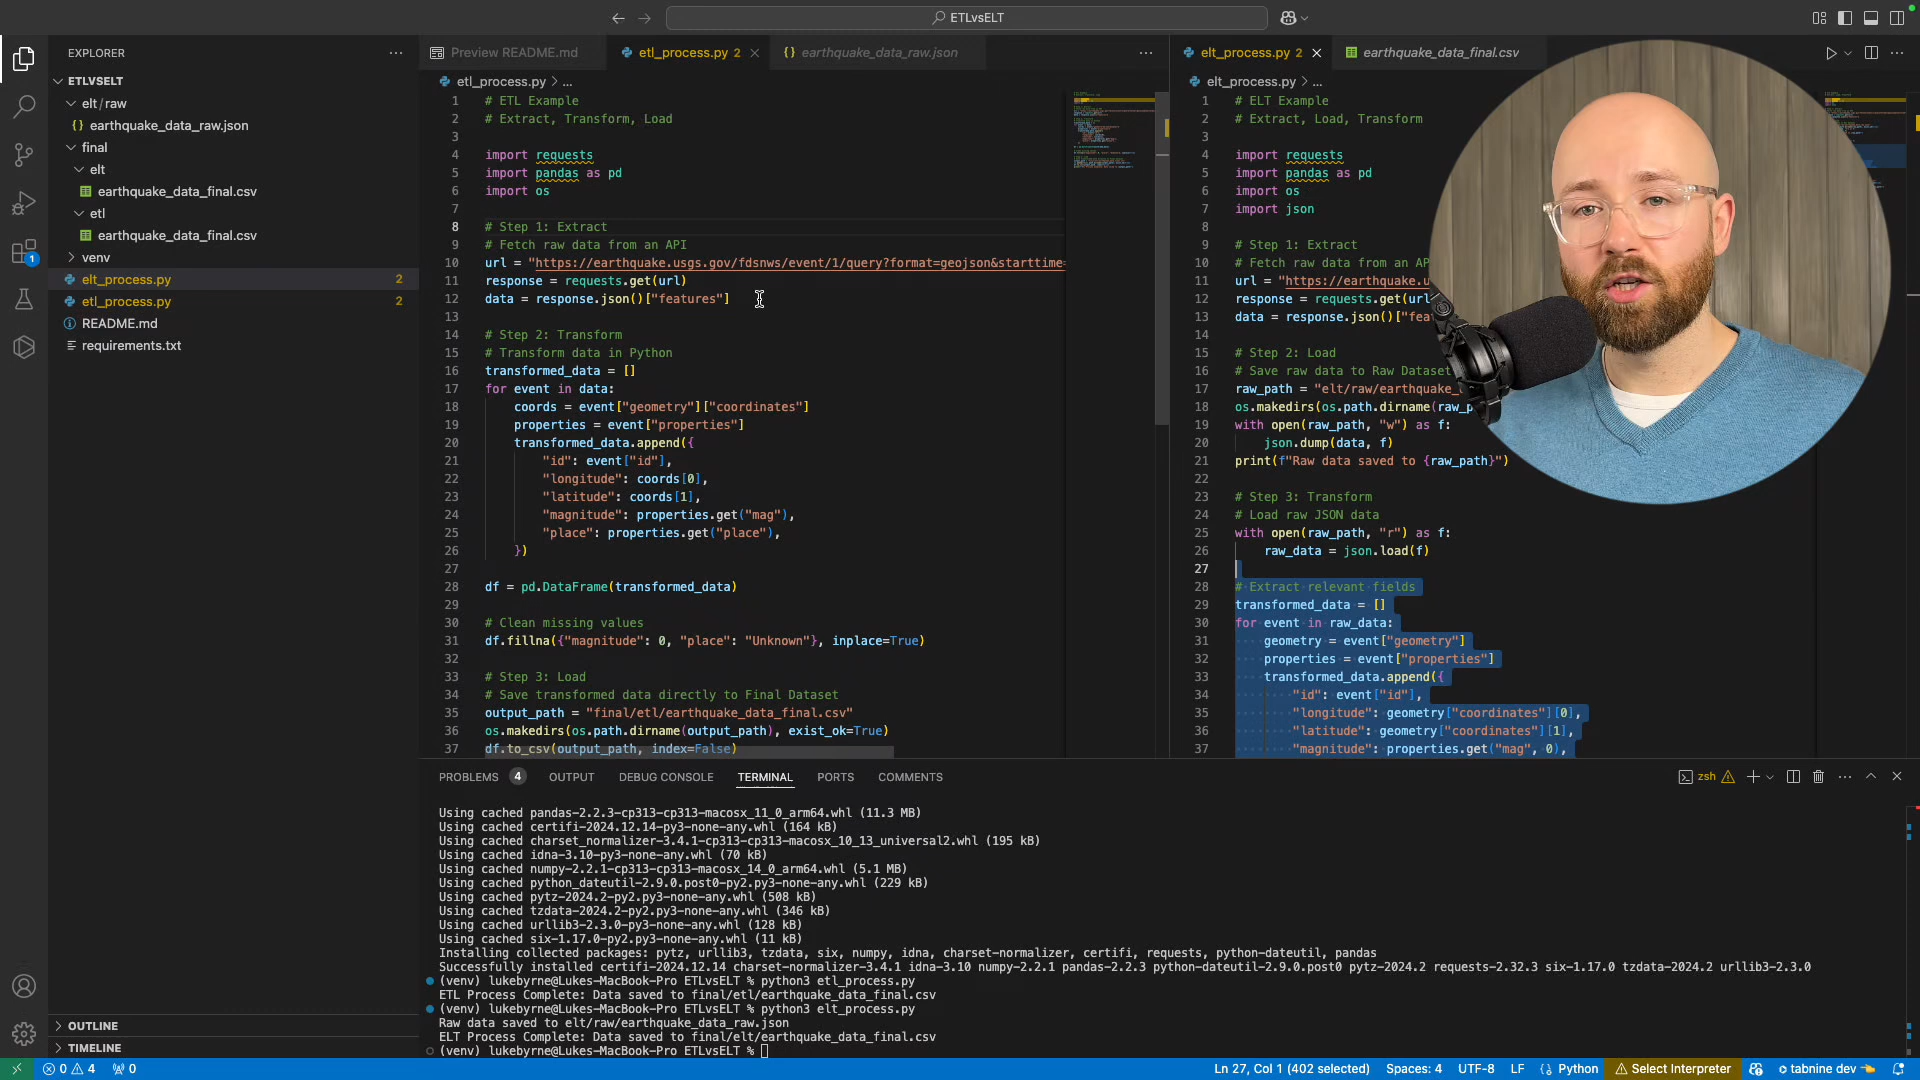 ETLvsELT
EXPLORER
ETLVSELT
elt/raw
earthquake_data_raw.json
final
elt
earthquake_data_final.csv
etl
earthquake_data_final.csv
venv
elt_process.py 2
etl_process.py 2
README.md
requirements.txt
OUTLINE
TIMELINE
Preview README.md
etl_process.py 2
earthquake_data_raw.json
etl_process.py > ...
1 # ETL Example
2 # Extract, Transform, Load
3
4 import requests
5 import pandas as pd
6 import os
7
8 # Step 1: Extract
9 # Fetch raw data from an API
10 url = "https://earthquake.usgs.gov/fdsnws/event/1/query?format=geojson&starttime=
11 response = requests.get(url)
12 data = response.json()["features"]
13
14 # Step 2: Transform
15 # Transform data in Python
16 transformed_data = []
17 for event in data:
18 coords = event["geometry"]["coordinates"]
19 properties = event["properties"]
20 transformed_data.append({
21 "id": event["id"],
22 "longitude": coords[0],
23 "latitude": coords[1],
24 "magnitude": properties.get("mag"),
25 "place": properties.get("place"),
26 })
27
28 df = pd.DataFrame(transformed_data)
29
30 # Clean missing values
31 df.fillna({"magnitude": 0, "place": "Unknown"}, inplace=True)
32
33 # Step 3: Load
34 # Save transformed data directly to Final Dataset
35 output_path = "final/etl/earthquake_data_final.csv"
36 os.makedirs(os.path.dirname(output_path), exist_ok=True)
37 df.to_csv(output_path, index=False)
elt_process.py 2
earthquake_data_final.csv
elt_process.py > ...
1 # ELT Example
2 # Extract, Load, Transform
3
4 import requests
5 import pandas as pd
6 import os
7 import json
8
9 # Step 1: Extract
10 # Fetch raw data from an AP
11 url = "https://earthquake.u
12 response = requests.get(url
13 data = response.json()["fea
14
15 # Step 2: Load
16 # Save raw data to Raw Dataset
17 raw_path = "elt/raw/earthquake_
18 os.makedirs(os.path.dirname(raw_p
19 with open(raw_path, "w") as f:
20 json.dump(data, f)
21 print(f"Raw data saved to {raw_path}")
22
23 # Step 3: Transform
24 # Load raw JSON data
25 with open(raw_path, "r") as f:
26 raw_data = json.load(f)
27
28 # Extract relevant fields
29 transformed_data = []
30 for event in raw_data:
31 geometry = event["geometry"]
32 properties = event["properties"]
33 transformed_data.append({
34 "id": event["id"],
35 "longitude": geometry["coordinates"][0],
36 "latitude": geometry["coordinates"][1],
37 "magnitude": properties.get("mag", 0),
PROBLEMS 4 OUTPUT DEBUG CONSOLE TERMINAL PORTS COMMENTS
zsh
Using cached pandas-2.2.3-cp313-cp313-macosx_11_0_arm64.whl (11.3 MB)
Using cached certifi-2024.12.14-py3-none-any.whl (164 kB)
Using cached charset_normalizer-3.4.1-cp313-cp313-macosx_10_13_universal2.whl (195 kB)
Using cached idna-3.10-py3-none-any.whl (70 kB)
Using cached numpy-2.2.1-cp313-cp313-macosx_14_0_arm64.whl (5.1 MB)
Using cached python_dateutil-2.9.0.post0-py2.py3-none-any.whl (229 kB)
Using cached pytz-2024.2-py2.py3-none-any.whl (508 kB)
Using cached tzdata-2024.2-py2.py3-none-any.whl (346 kB)
Using cached urllib3-2.3.0-py3-none-any.whl (128 kB)
Using cached six-1.17.0-py2.py3-none-any.whl (11 kB)
Installing collected packages: pytz, urllib3, tzdata, six, numpy, idna, charset-normalizer, certifi, requests, python-dateutil, pandas
Successfully installed certifi-2024.12.14 charset-normalizer-3.4.1 idna-3.10 numpy-2.2.1 pandas-2.2.3 python-dateutil-2.9.0.post0 pytz-2024.2 requests-2.32.3 six-1.17.0 tzdata-2024.2 urllib3-2.3.0
(venv) lukebyrne@Lukes-MacBook-Pro ETLvsELT % python3 etl_process.py
ETL Process Complete: Data saved to final/etl/earthquake_data_final.csv
(venv) lukebyrne@Lukes-MacBook-Pro ETLvsELT % python3 elt_process.py
Raw data saved to elt/raw/earthquake_data_raw.json
ELT Process Complete: Data saved to final/elt/earthquake_data_final.csv
(venv) lukebyrne@Lukes-MacBook-Pro ETLvsELT %
0 4 0 Ln 27, Col 1 (402 selected) Spaces: 4 UTF-8 LF Python Select Interpreter tabnine dev